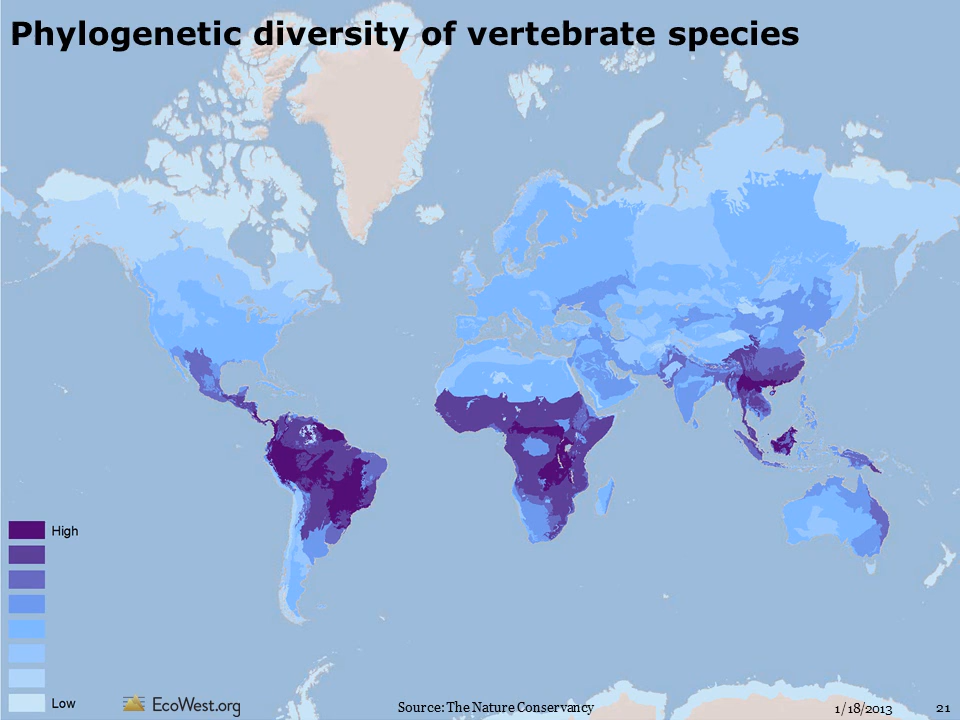 Phylogenetic diversity of vertebrate species
High
Low
EcoWest.org
Source: The Nature Conservancy
1/18/2013
21